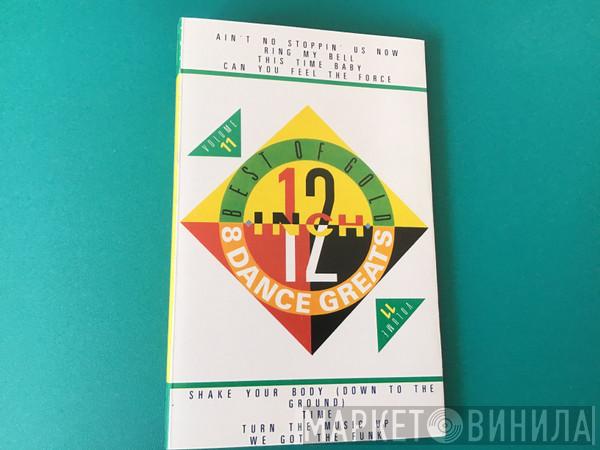 AIN'T NO STOPPIN' US NOW
RING MY BELL
THIS TIME BABY
CAN YOU FEEL THE FORCE
VOLUME
11
BEST OF GOLD
12
INCH
12
8 DANCE GREATS
VOLUME
11
SHAKE YOUR BODY (DOWN TO THE
GROUND)
TIME
TURN THE MUSIC UP
WE GOT THE FUNK
МАРКЕТ ВИНИЛА